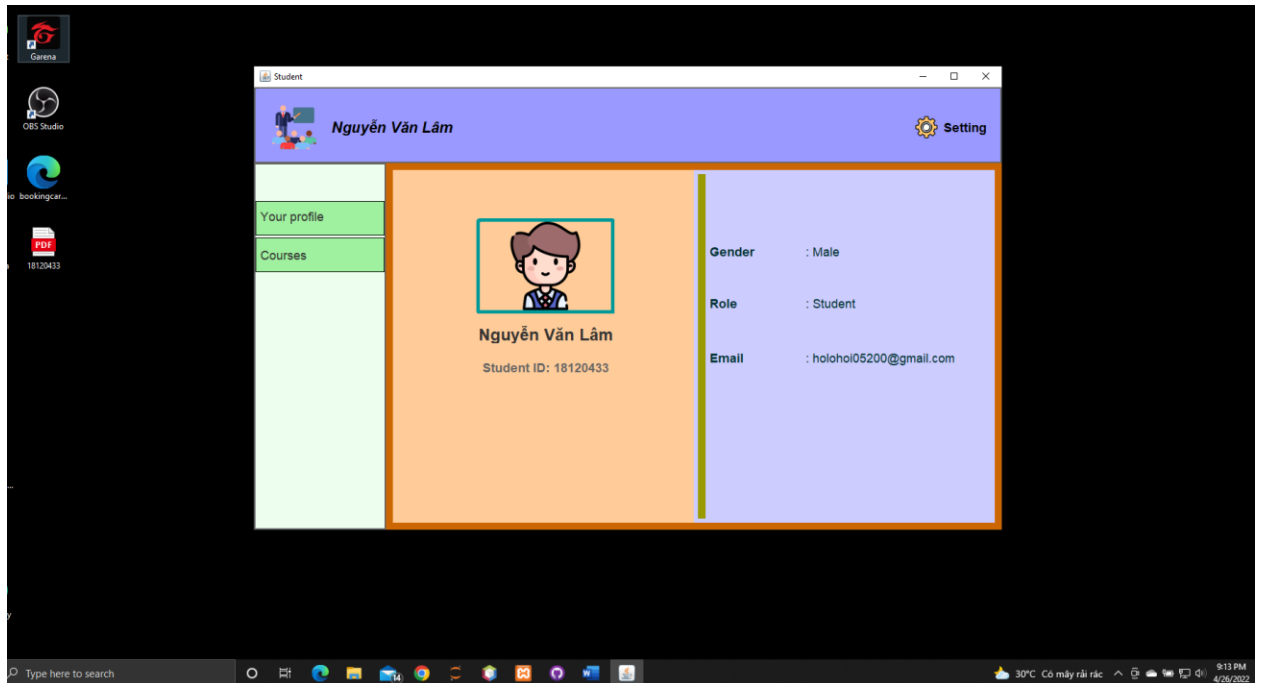 Garena
OBS Studio
bookingcar...
PDF
18120433
Student
Nguyễn Văn Lâm
Setting
Your profile
Courses
Nguyễn Văn Lâm
Student ID: 18120433
Gender : Male
Role : Student
Email : holohoi05200@gmail.com
Type here to search
14
30°C Có mây rải rác
9:13 PM
4/26/2022